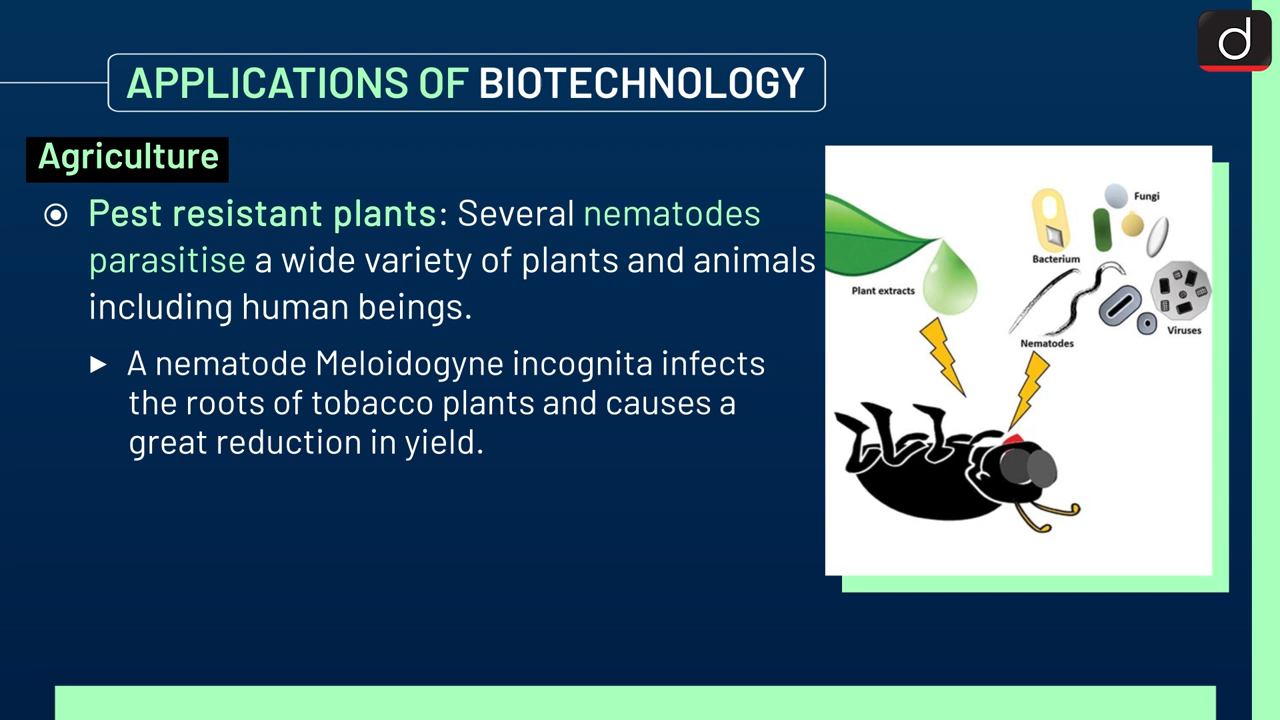 d
APPLICATIONS OF BIOTECHNOLOGY
Agriculture
Pest resistant plants: Several nematodes
parasitise a wide variety of plants and animals
including human beings.
A nematode Meloidogyne incognita infects
the roots of tobacco plants and causes a
great reduction in yield.
Fungi
Bacterium
Plant extracts
Viruses
Nematodes